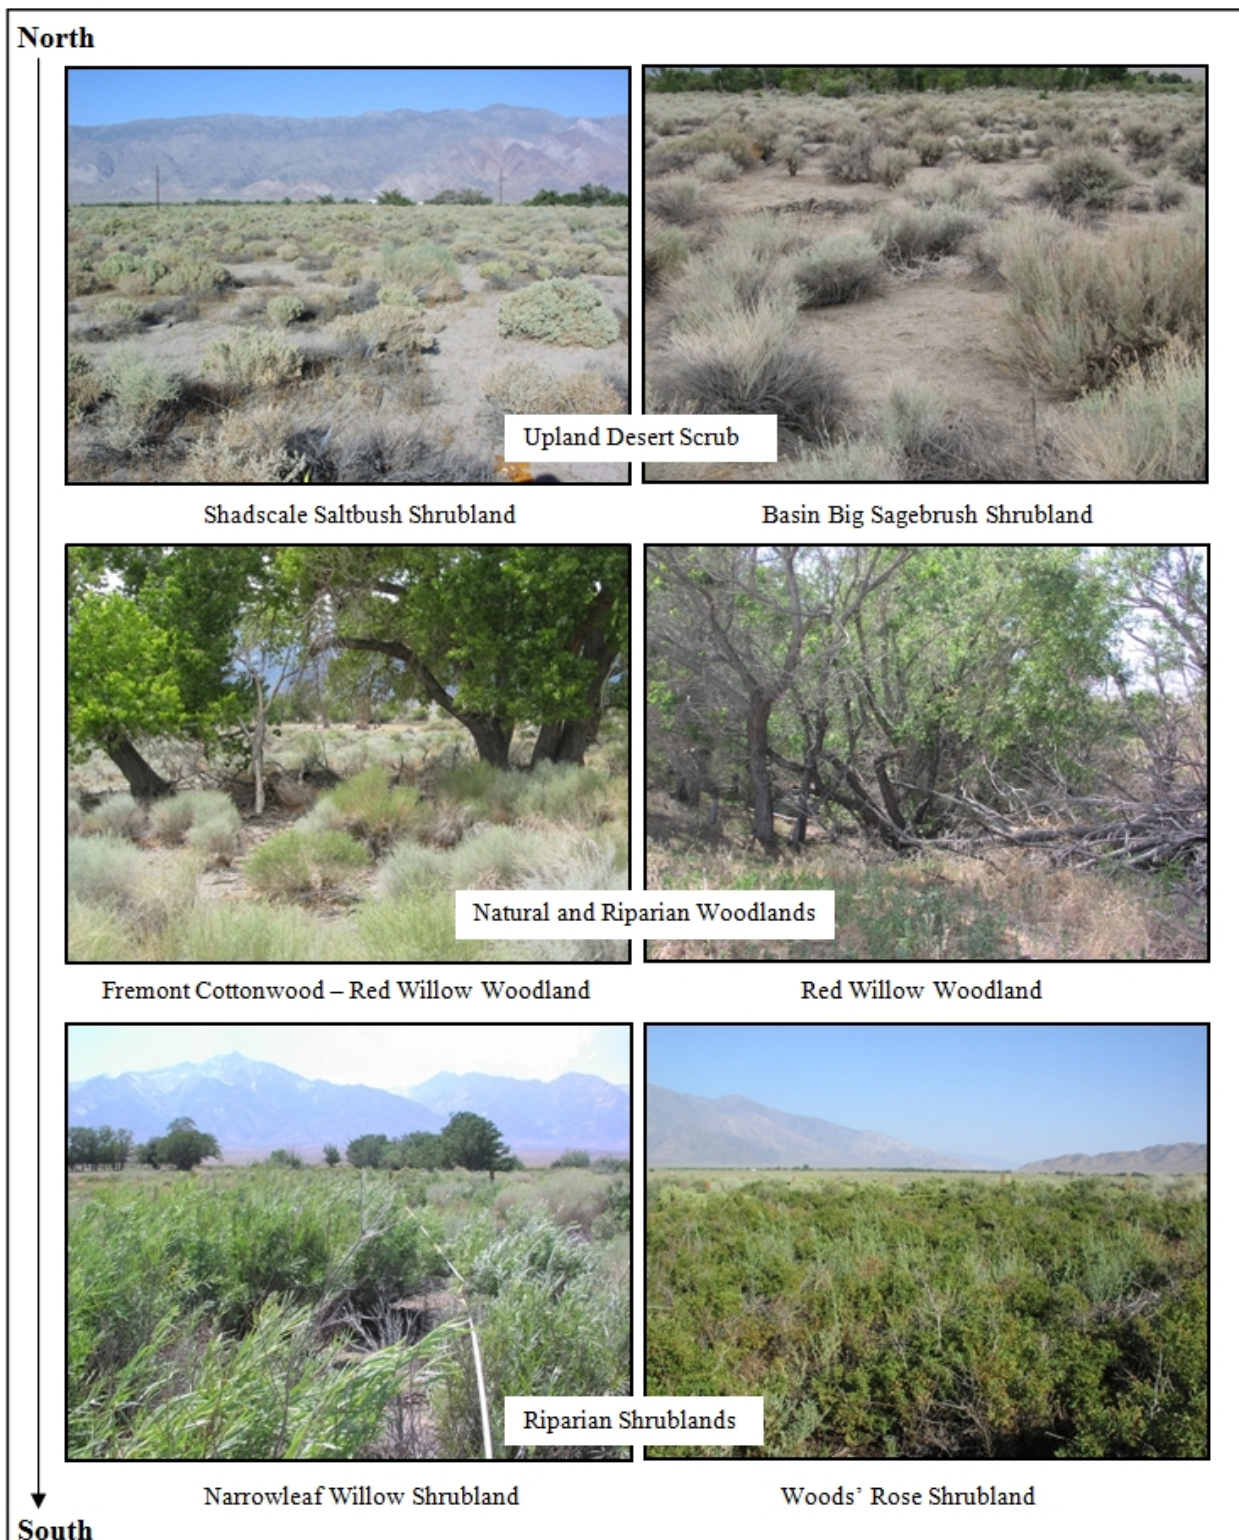 North
Upland Desert Scrub
Shadscale Saltbush Shrubland
Basin Big Sagebrush Shrubland
Natural and Riparian Woodlands
Fremont Cottonwood – Red Willow Woodland
Red Willow Woodland
Riparian Shrublands
Narrowleaf Willow Shrubland
Woods’ Rose Shrubland
South